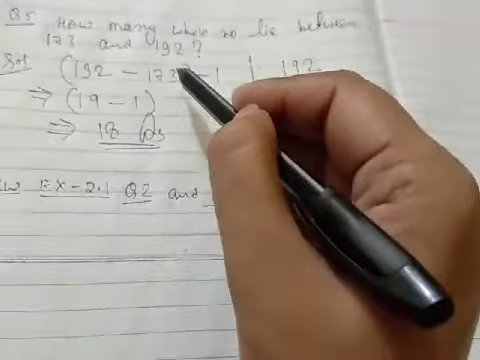 Q5 How many whole no lie between
173 and 192?
Sol (192 - 173) - 1 | 192
⇒ (19 - 1)
⇒ 18
EX-2.1 Q2 and